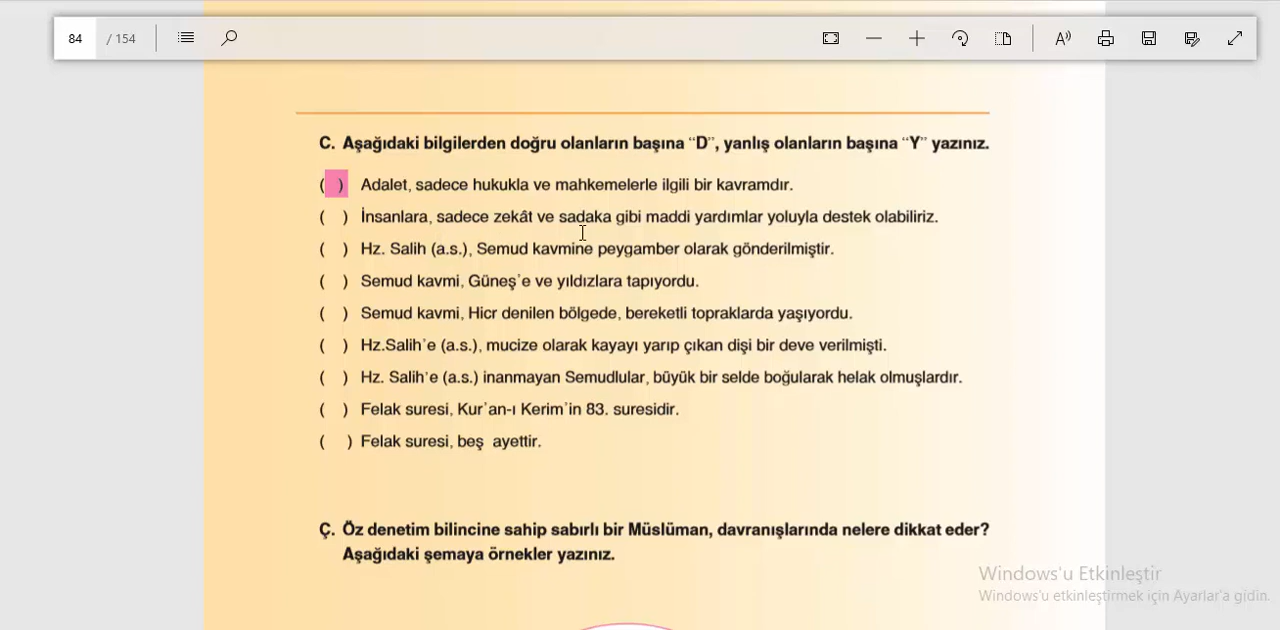 84 / 154
C. Aşağıdaki bilgilerden doğru olanların başına “D”, yanlış olanların başına “Y” yazınız.
( ) Adalet, sadece hukukla ve mahkemelerle ilgili bir kavramdır.
( ) İnsanlara, sadece zekât ve sadaka gibi maddi yardımlar yoluyla destek olabiliriz.
( ) Hz. Salih (a.s.), Semud kavmine peygamber olarak gönderilmiştir.
( ) Semud kavmi, Güneş’e ve yıldızlara tapıyordu.
( ) Semud kavmi, Hicr denilen bölgede, bereketli topraklarda yaşıyordu.
( ) Hz.Salih’e (a.s.), mucize olarak kayayı yarıp çıkan dişi bir deve verilmişti.
( ) Hz. Salih’e (a.s.) inanmayan Semudlular, büyük bir selde boğularak helak olmuşlardır.
( ) Felak suresi, Kur’an-ı Kerim’in 83. suresidir.
( ) Felak suresi, beş ayettir.
Ç. Öz denetim bilincine sahip sabırlı bir Müslüman, davranışlarında nelere dikkat eder?
Aşağıdaki şemaya örnekler yazınız.
Windows'u Etkinleştir
Windows'u etkinleştirmek için Ayarlar'a gidin.